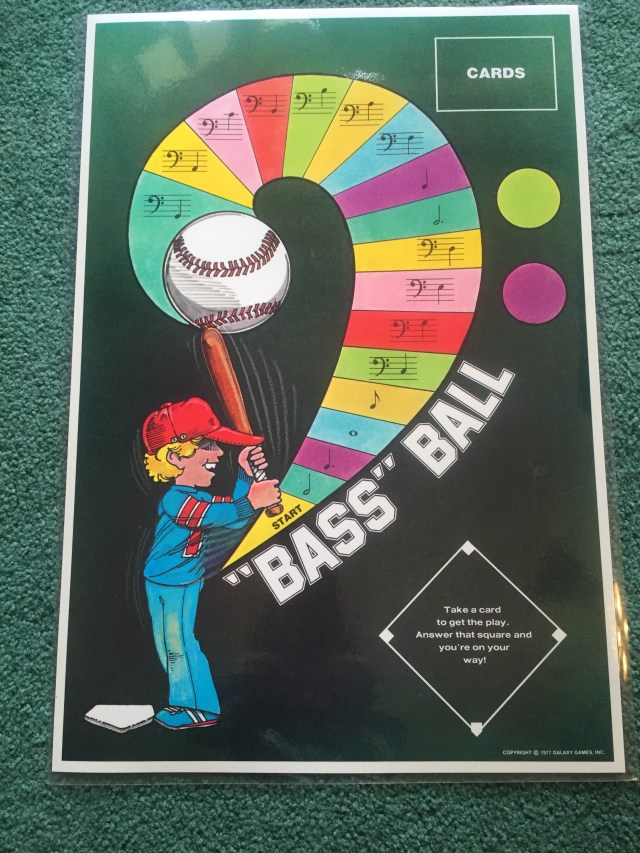 CARDS
START
"BASS" BALL
Take a card
to get the play.
Answer that square and
you're on your
way!
COPYRIGHT © 1977 GALAXY GAMES, INC.